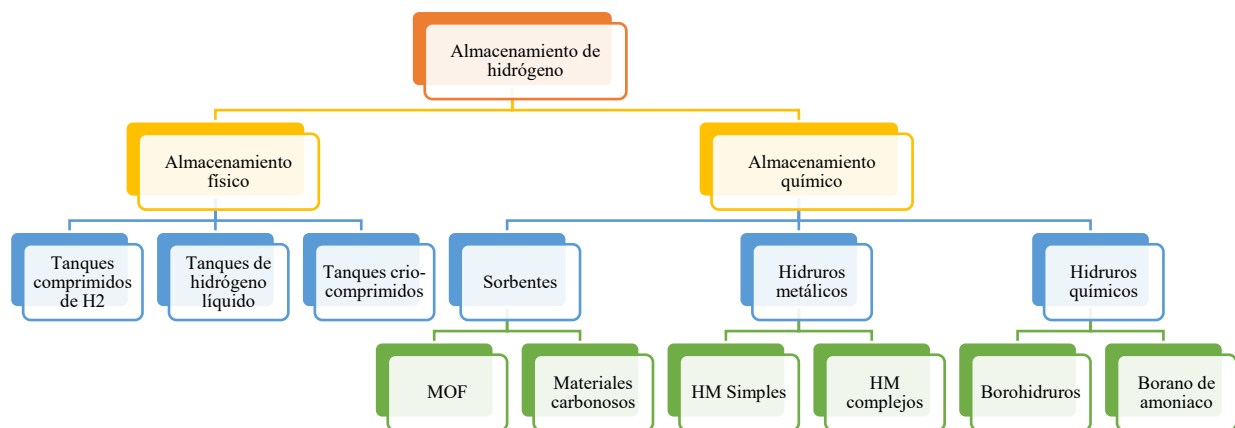 Almacenamiento de
hidrógeno
Almacenamiento
físico
Almacenamiento
químico
Tanques
comprimidos
de H2
Tanques de
hidrógeno
líquido
Tanques crio-
comprimidos
Sorbentes
Hidruros
metálicos
Hidruros
químicos
MOF
Materiales
carbonosos
HM Simples
HM
complejos
Borohidruros
Borano de
amoniaco